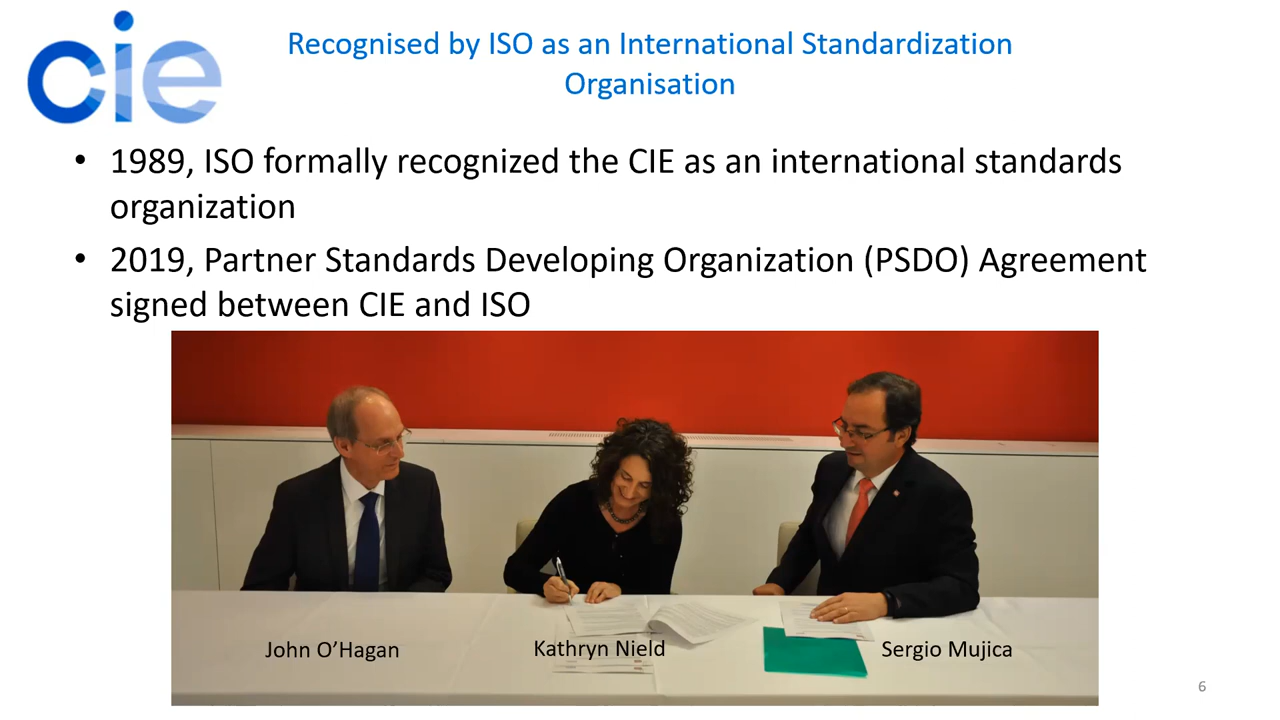 cie
Recognised by ISO as an International Standardization
Organisation
• 1989, ISO formally recognized the CIE as an international standards
organization
• 2019, Partner Standards Developing Organization (PSDO) Agreement
signed between CIE and ISO
John O’Hagan
Kathryn Nield
Sergio Mujica
6